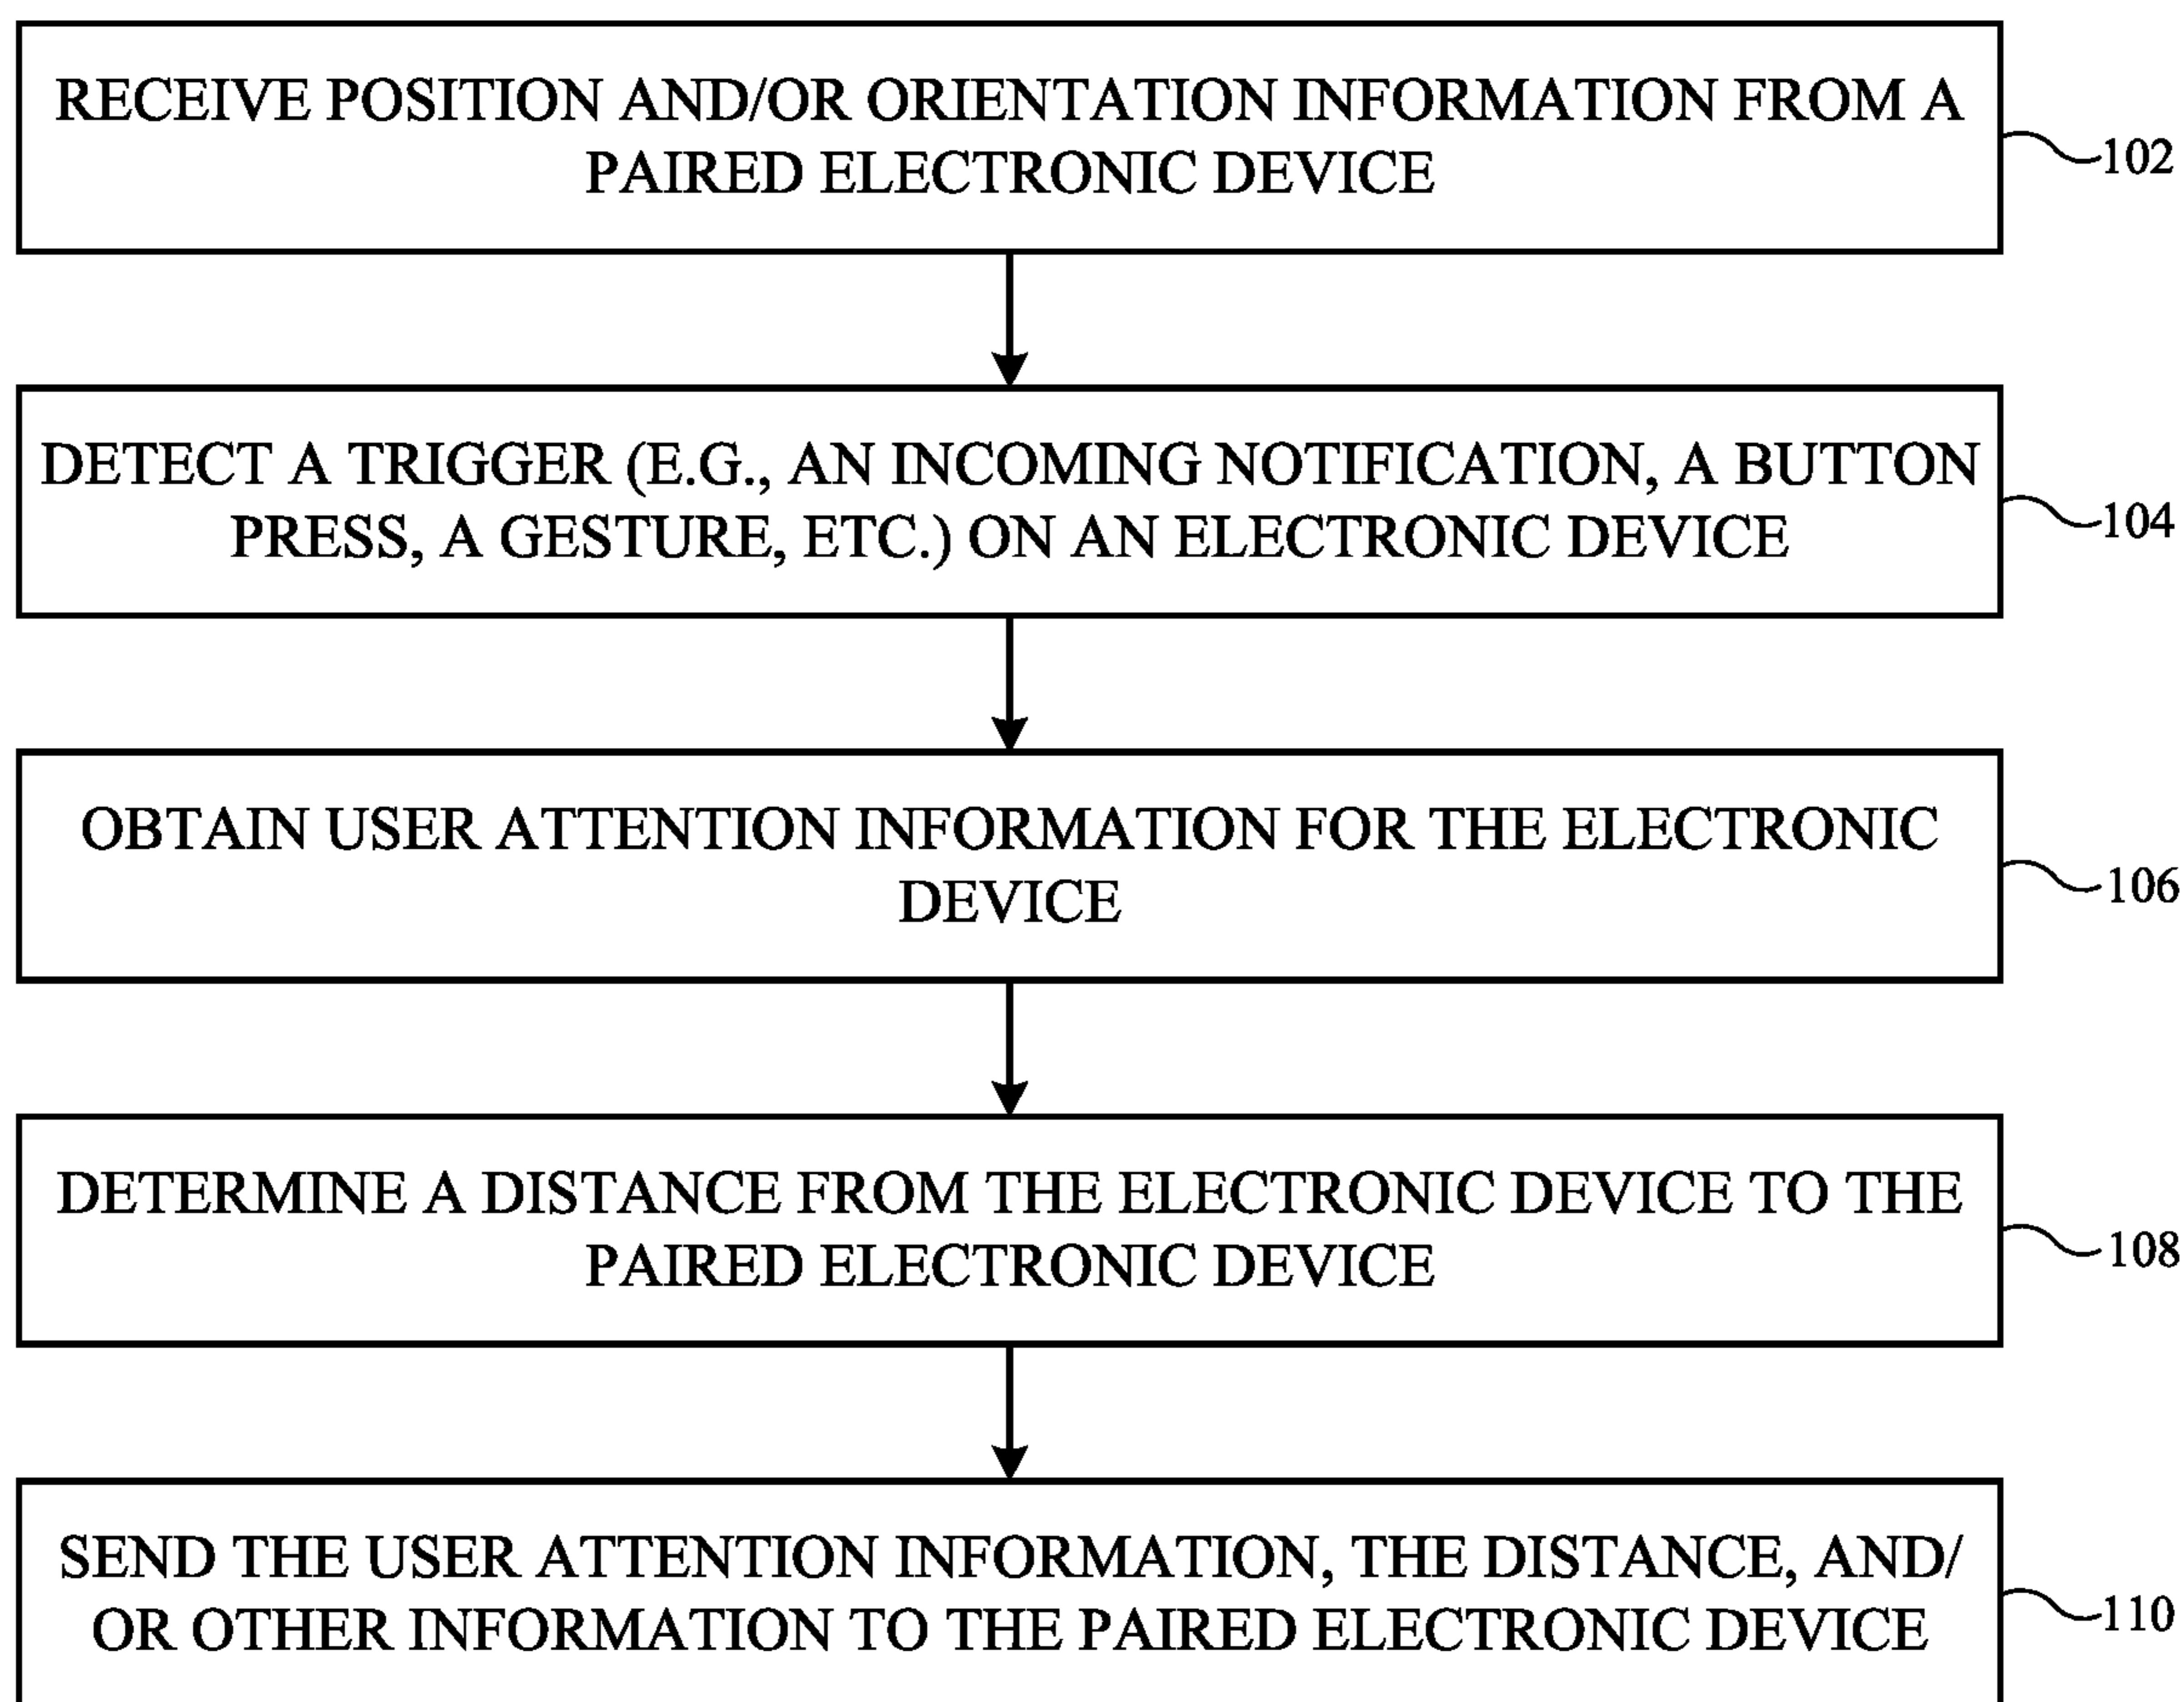 RECEIVE POSITION AND/OR ORIENTATION INFORMATION FROM A
PAIRED ELECTRONIC DEVICE
102
DETECT A TRIGGER (E.G., AN INCOMING NOTIFICATION, A BUTTON
PRESS, A GESTURE, ETC.) ON AN ELECTRONIC DEVICE
104
OBTAIN USER ATTENTION INFORMATION FOR THE ELECTRONIC
DEVICE
106
DETERMINE A DISTANCE FROM THE ELECTRONIC DEVICE TO THE
PAIRED ELECTRONIC DEVICE
108
SEND THE USER ATTENTION INFORMATION, THE DISTANCE, AND/
OR OTHER INFORMATION TO THE PAIRED ELECTRONIC DEVICE
110